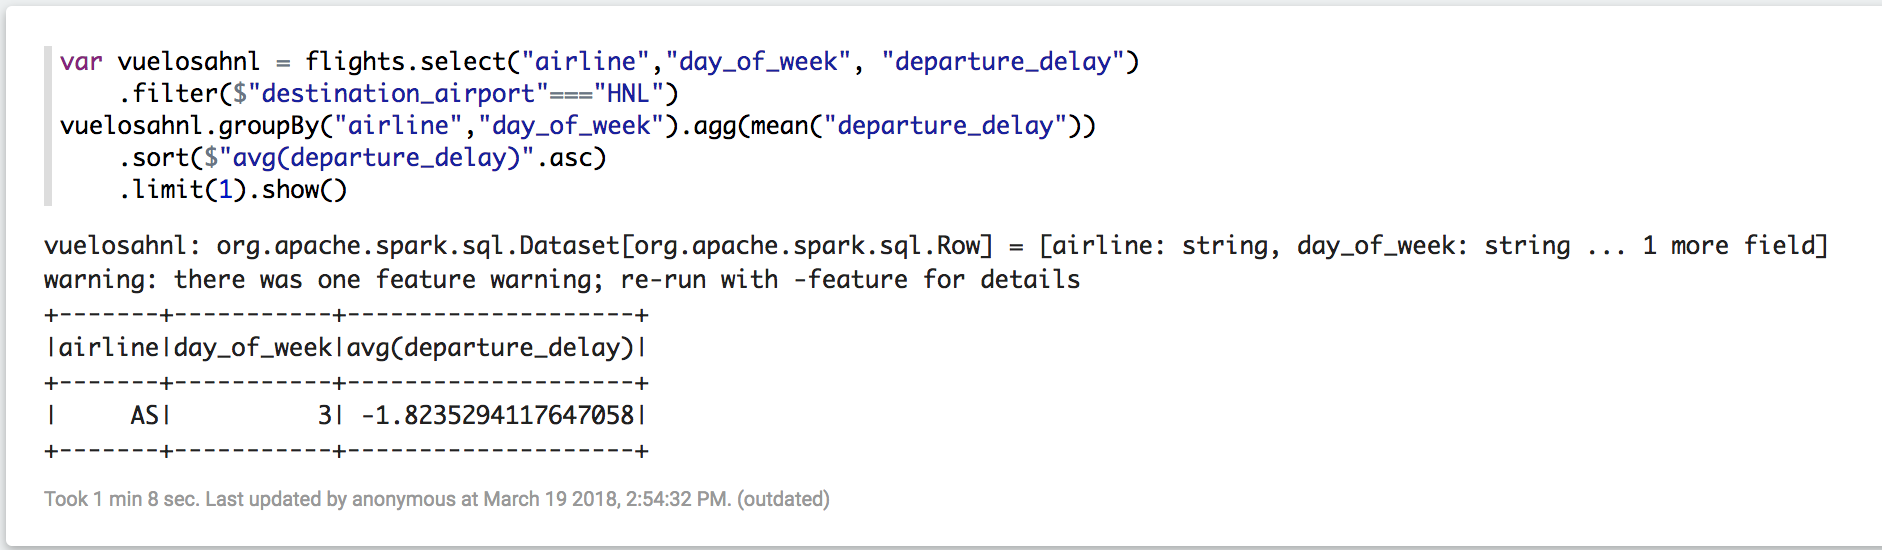 var vuelosahnl = flights.select("airline","day_of_week", "departure_delay")
    .filter($"destination_airport"==="HNL")
vuelosahnl.groupBy("airline","day_of_week").agg(mean("departure_delay"))
    .sort($"avg(departure_delay)".asc)
    .limit(1).show()
vuelosahnl: org.apache.spark.sql.Dataset[org.apache.spark.sql.Row] = [airline: string, day_of_week: string ... 1 more field]
warning: there was one feature warning; re-run with -feature for details
+-------+-----------+--------------------+
|airline|day_of_week|avg(departure_delay)|
+-------+-----------+--------------------+
|     AS|          3| -1.8235294117647058|
+-------+-----------+--------------------+
Took 1 min 8 sec. Last updated by anonymous at March 19 2018, 2:54:32 PM. (outdated)